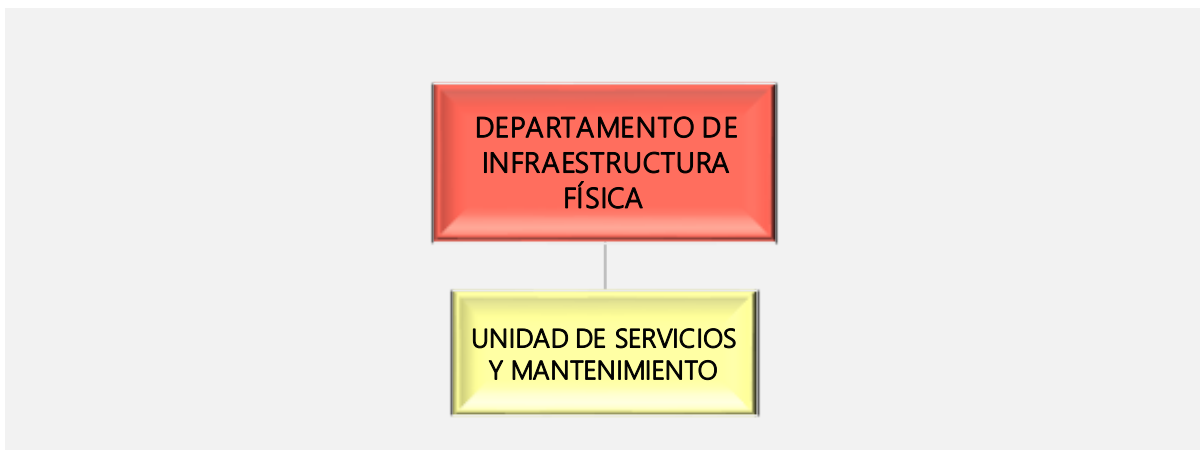 DEPARTAMENTO DE
INFRAESTRUCTURA
FÍSICA
UNIDAD DE SERVICIOS
Y MANTENIMIENTO